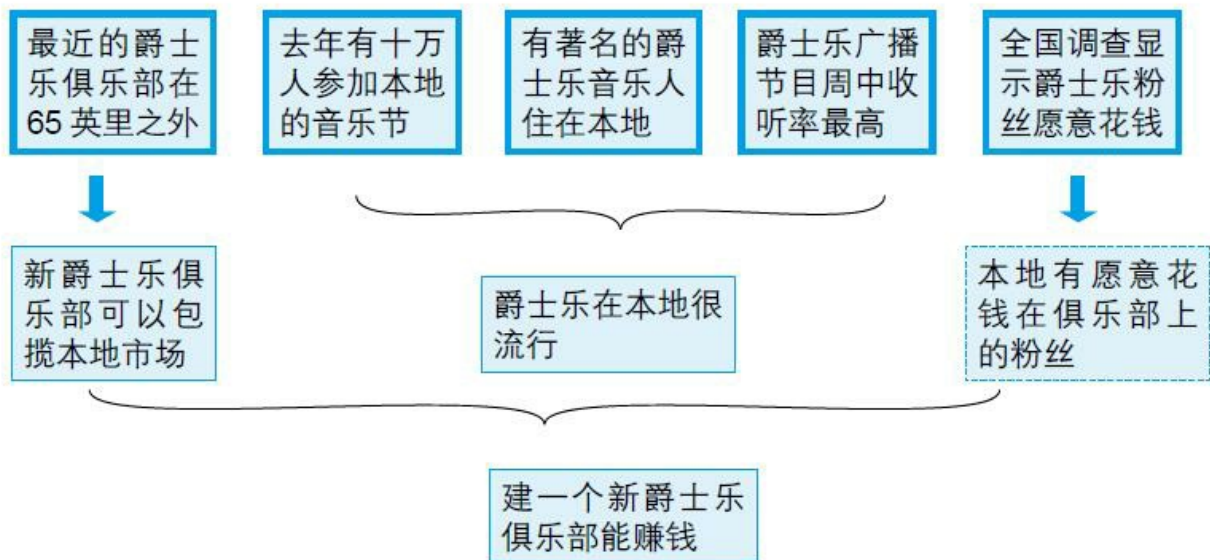 最近的爵士
乐俱乐部在
65 英里之外
去年有十万
人参加本地
的音乐节
有著名的爵
士乐音乐人
住在本地
爵士乐广播
节目周中收
听率最高
全国调查显
示爵士乐粉
丝愿意花钱
新爵士乐俱
乐部可以包
揽本地市场
爵士乐在本地很
流行
本地有愿意花
钱在俱乐部上
的粉丝
建一个新爵士乐
俱乐部能赚钱